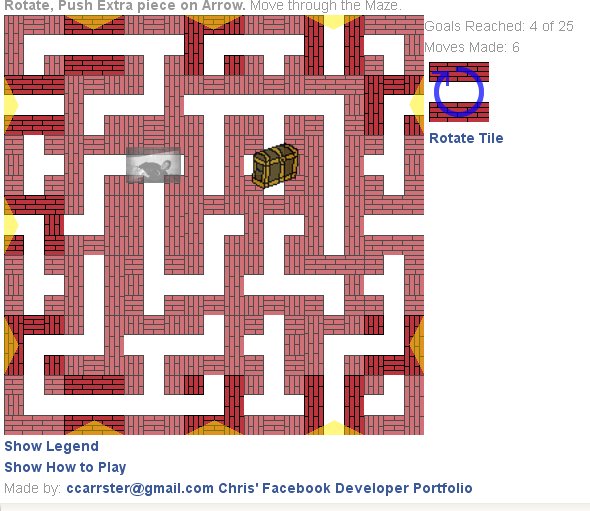 Rotate, Push Extra piece on Arrow. Move through the Maze.
Goals Reached: 4 of 25
Moves Made: 6
Rotate Tile
Show Legend
Show How to Play
Made by: ccarrster@gmail.com Chris' Facebook Developer Portfolio